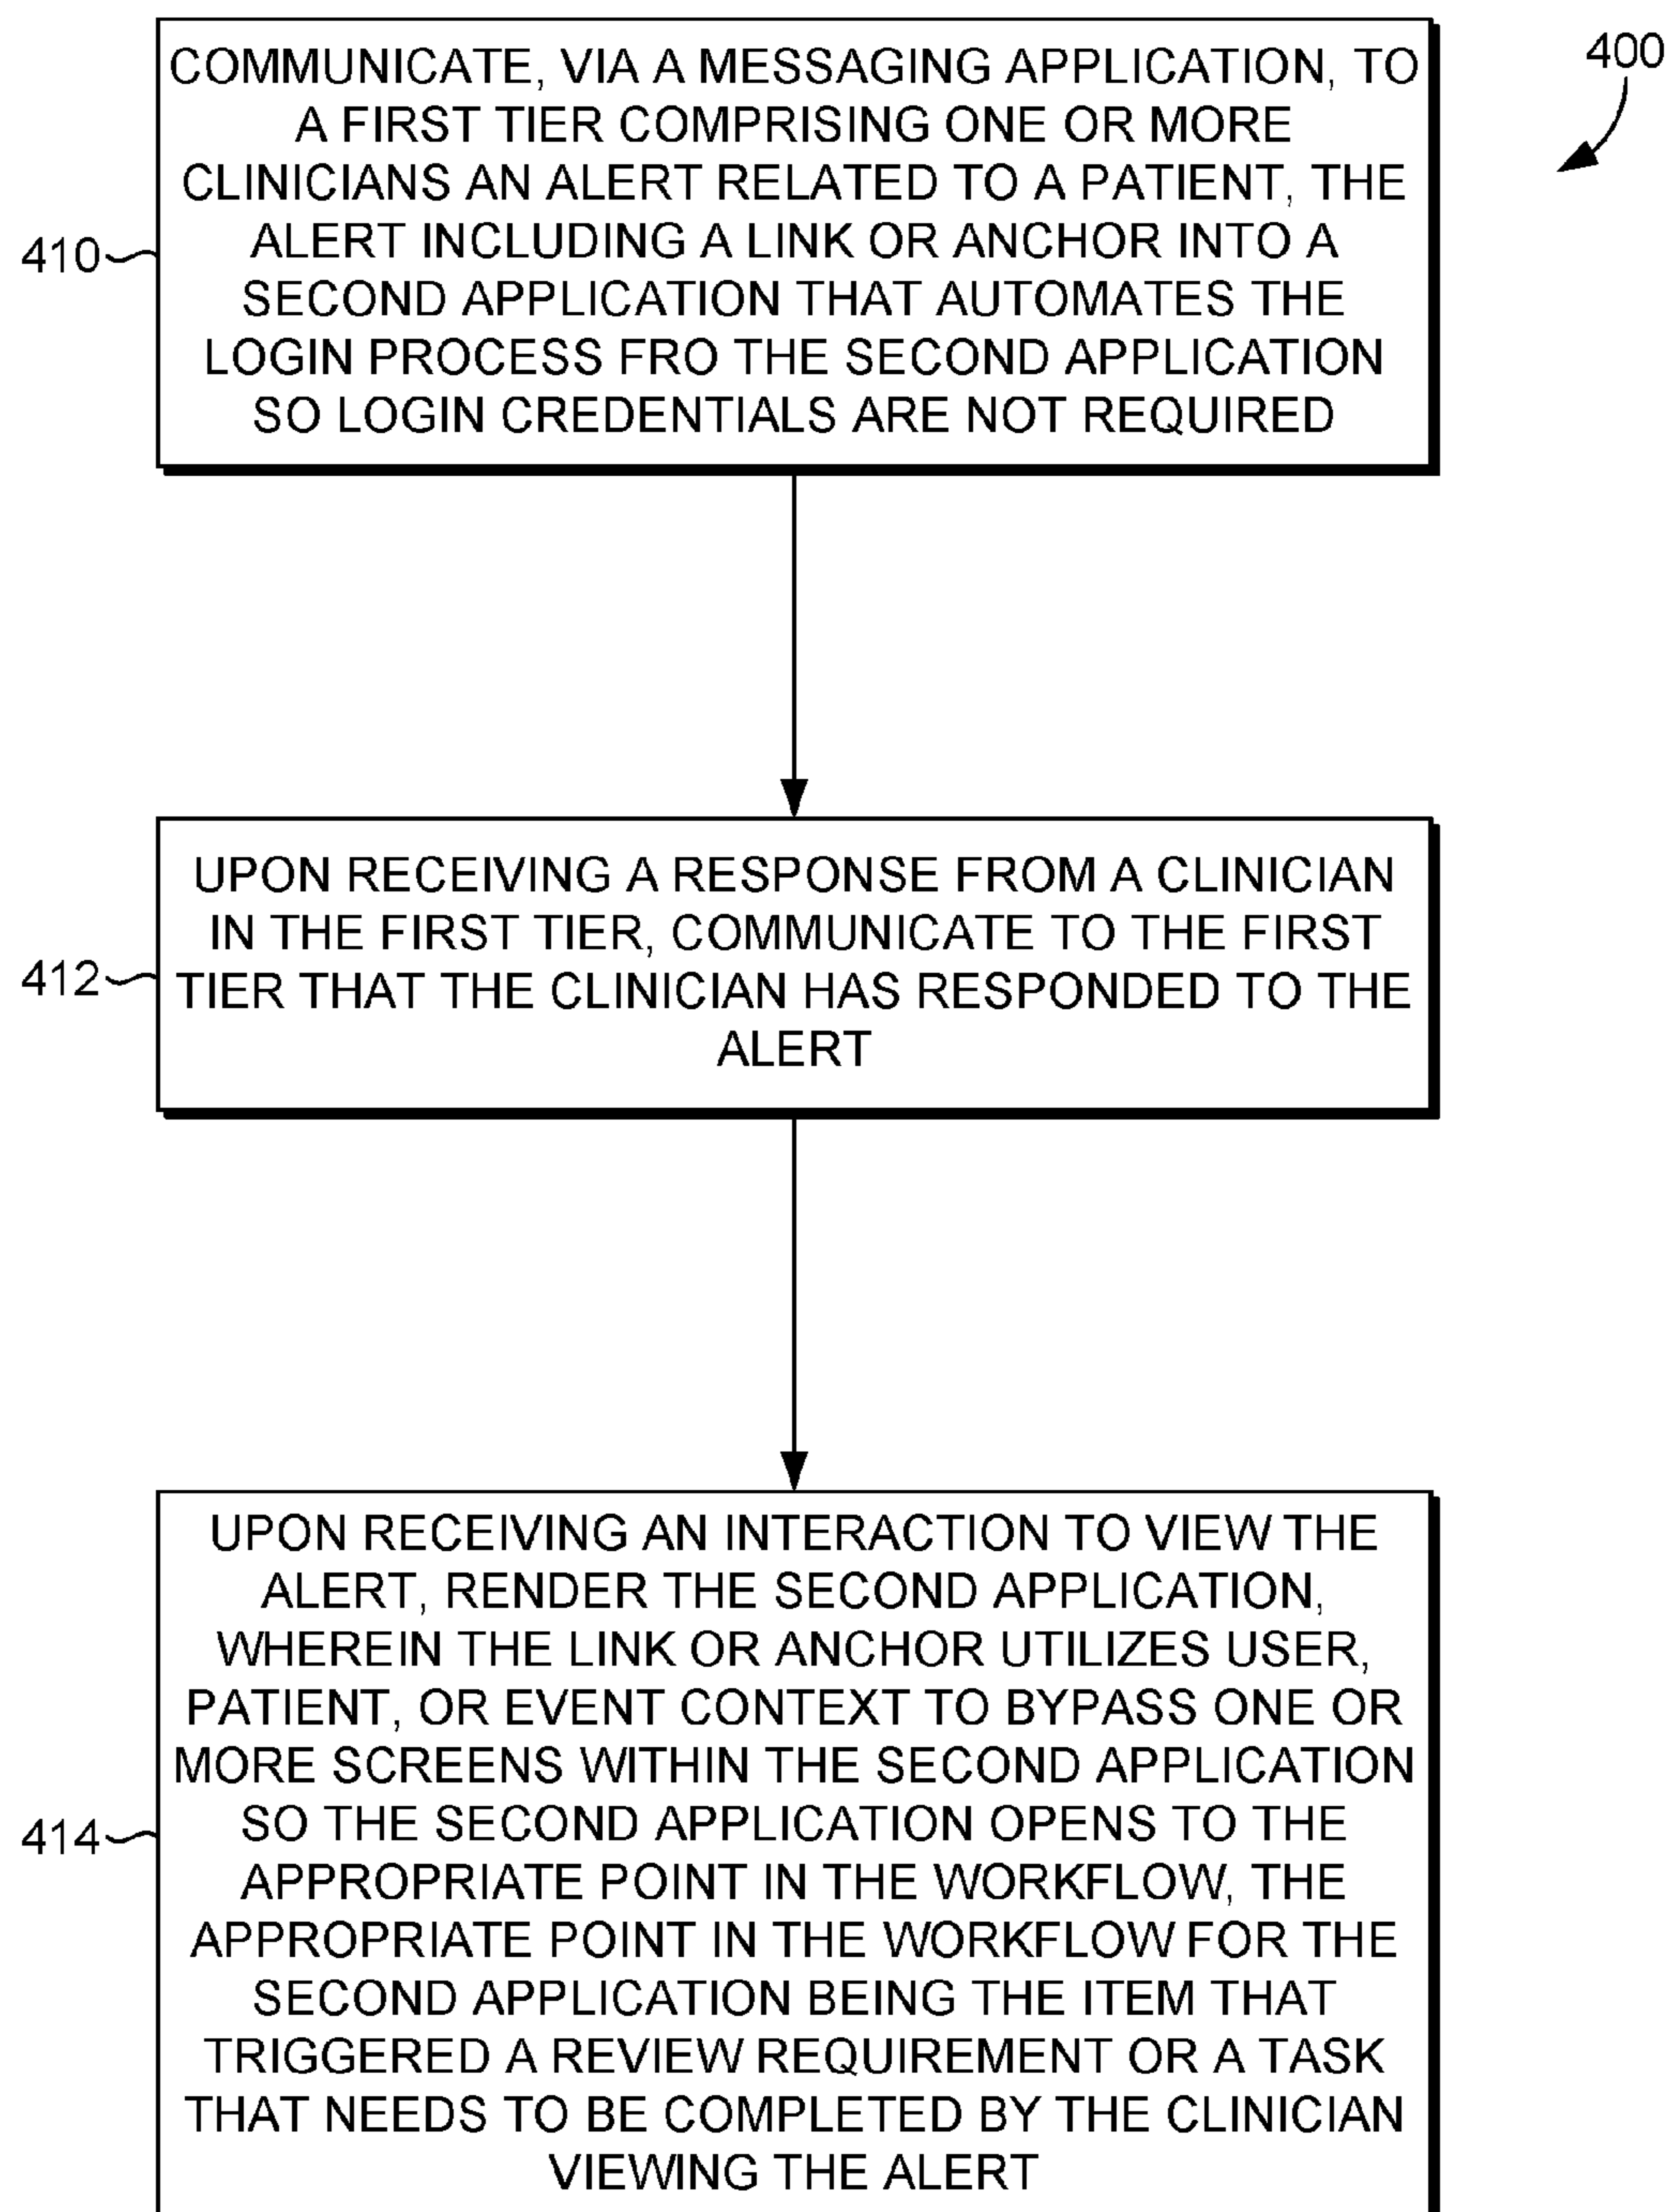 COMMUNICATE, VIA A MESSAGING APPLICATION, TO
A FIRST TIER COMPRISING ONE OR MORE
CLINICIANS AN ALERT RELATED TO A PATIENT, THE
ALERT INCLUDING A LINK OR ANCHOR INTO A
SECOND APPLICATION THAT AUTOMATES THE
LOGIN PROCESS FRO THE SECOND APPLICATION
SO LOGIN CREDENTIALS ARE NOT REQUIRED
400
410
UPON RECEIVING A RESPONSE FROM A CLINICIAN
IN THE FIRST TIER, COMMUNICATE TO THE FIRST
TIER THAT THE CLINICIAN HAS RESPONDED TO THE
ALERT
412
UPON RECEIVING AN INTERACTION TO VIEW THE
ALERT, RENDER THE SECOND APPLICATION,
WHEREIN THE LINK OR ANCHOR UTILIZES USER,
PATIENT, OR EVENT CONTEXT TO BYPASS ONE OR
MORE SCREENS WITHIN THE SECOND APPLICATION
SO THE SECOND APPLICATION OPENS TO THE
APPROPRIATE POINT IN THE WORKFLOW, THE
APPROPRIATE POINT IN THE WORKFLOW FOR THE
SECOND APPLICATION BEING THE ITEM THAT
TRIGGERED A REVIEW REQUIREMENT OR A TASK
THAT NEEDS TO BE COMPLETED BY THE CLINICIAN
VIEWING THE ALERT
414